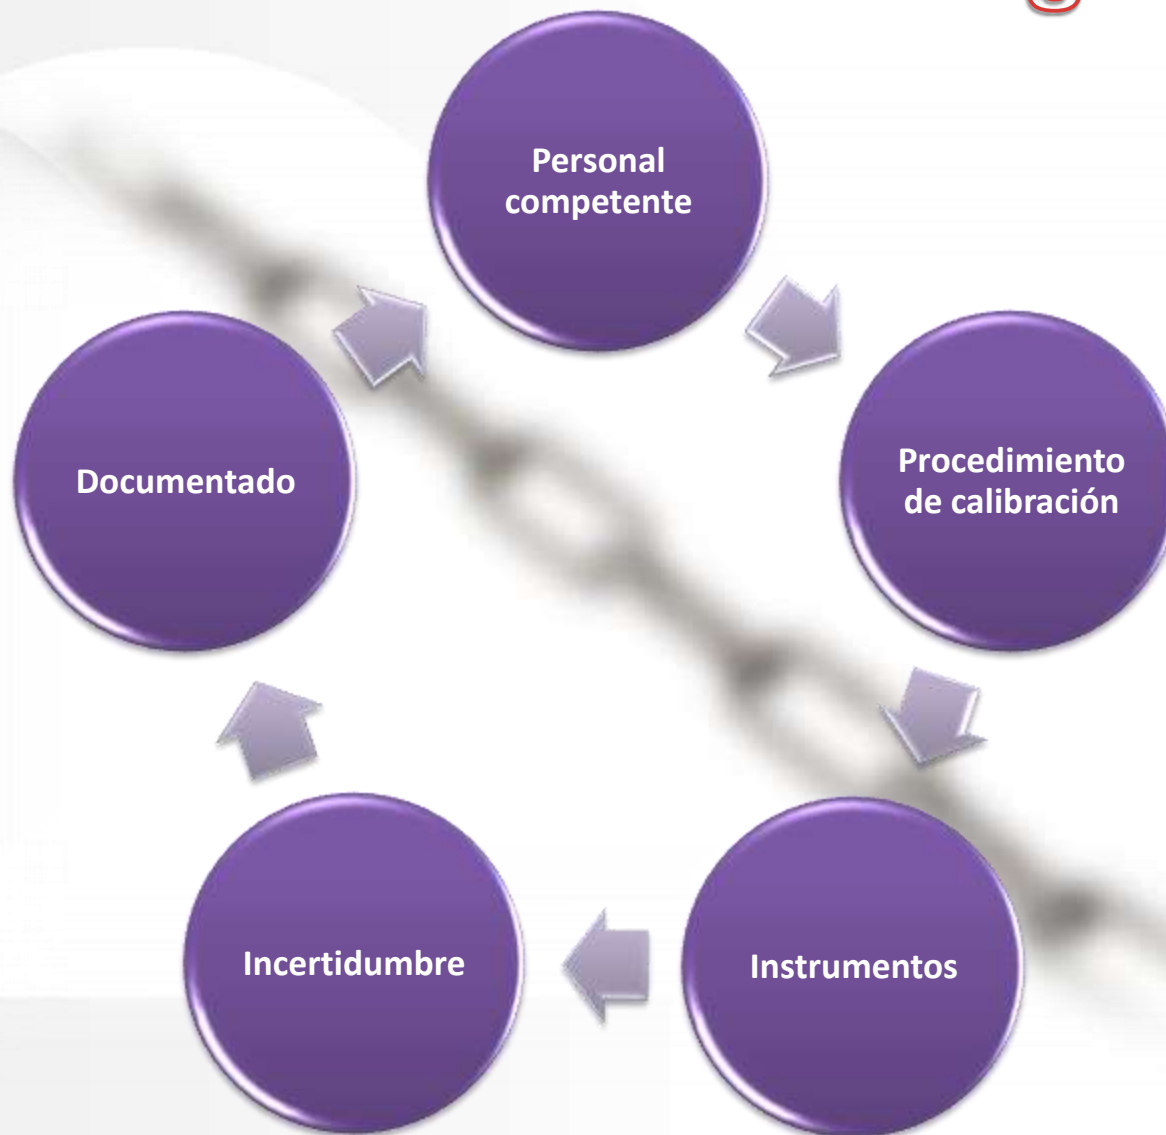 Personal
competente
Procedimiento
de calibración
Instrumentos
Incertidumbre
Documentado